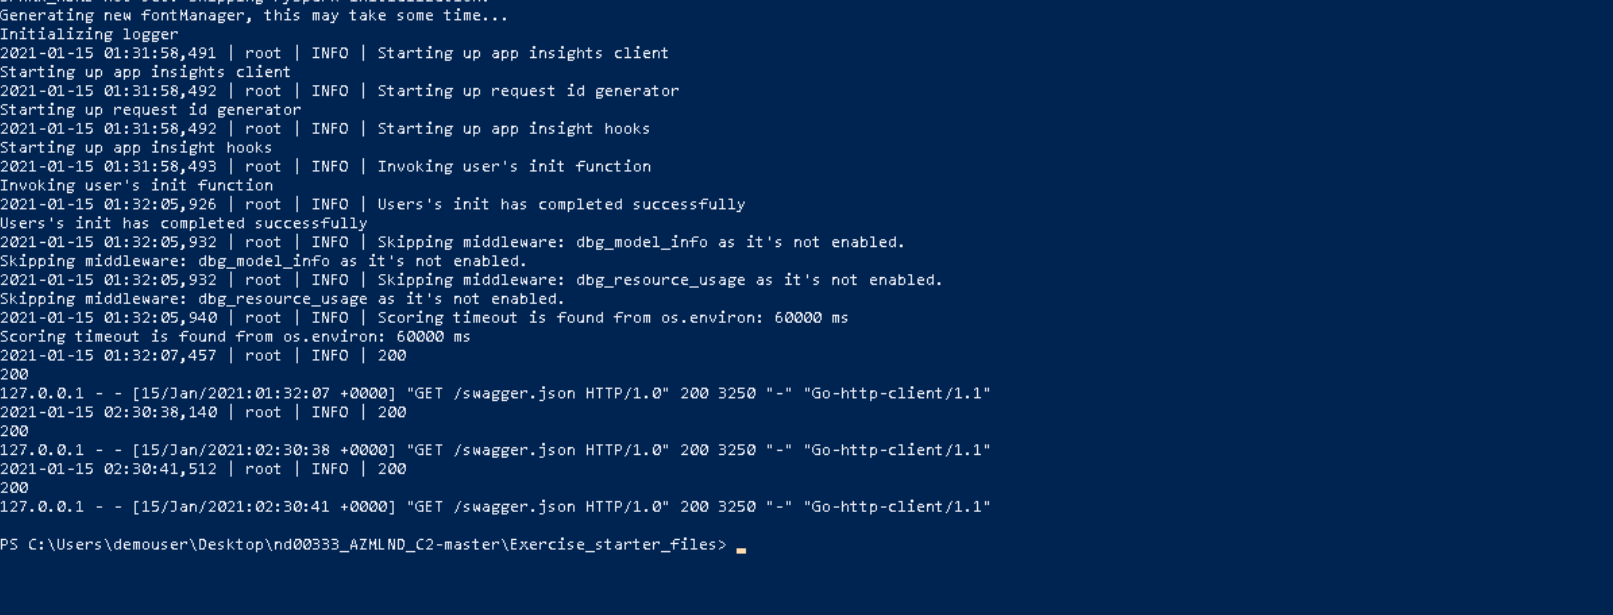 Generating new fontManager, this may take some time...
Initializing logger
2021-01-15 01:31:58,491 | root | INFO | Starting up app insights client
Starting up app insights client
2021-01-15 01:31:58,492 | root | INFO | Starting up request id generator
Starting up request id generator
2021-01-15 01:31:58,492 | root | INFO | Starting up app insight hooks
Starting up app insight hooks
2021-01-15 01:31:58,493 | root | INFO | Invoking user's init function
Invoking user's init function
2021-01-15 01:32:05,926 | root | INFO | Users's init has completed successfully
Users's init has completed successfully
2021-01-15 01:32:05,932 | root | INFO | Skipping middleware: dbg_model_info as it's not enabled.
Skipping middleware: dbg_model_info as it's not enabled.
2021-01-15 01:32:05,932 | root | INFO | Skipping middleware: dbg_resource_usage as it's not enabled.
Skipping middleware: dbg_resource_usage as it's not enabled.
2021-01-15 01:32:05,940 | root | INFO | Scoring timeout is found from os.environ: 60000 ms
Scoring timeout is found from os.environ: 60000 ms
2021-01-15 01:32:07,457 | root | INFO | 200
200
127.0.0.1 - - [15/Jan/2021:01:32:07 +0000] "GET /swagger.json HTTP/1.0" 200 3250 "-" "Go-http-client/1.1"
2021-01-15 02:30:38,140 | root | INFO | 200
200
127.0.0.1 - - [15/Jan/2021:02:30:38 +0000] "GET /swagger.json HTTP/1.0" 200 3250 "-" "Go-http-client/1.1"
2021-01-15 02:30:41,512 | root | INFO | 200
200
127.0.0.1 - - [15/Jan/2021:02:30:41 +0000] "GET /swagger.json HTTP/1.0" 200 3250 "-" "Go-http-client/1.1"
PS C:\Users\demouser\Desktop\nd00333_AZMLND_C2-master\Exercise_starter_files>